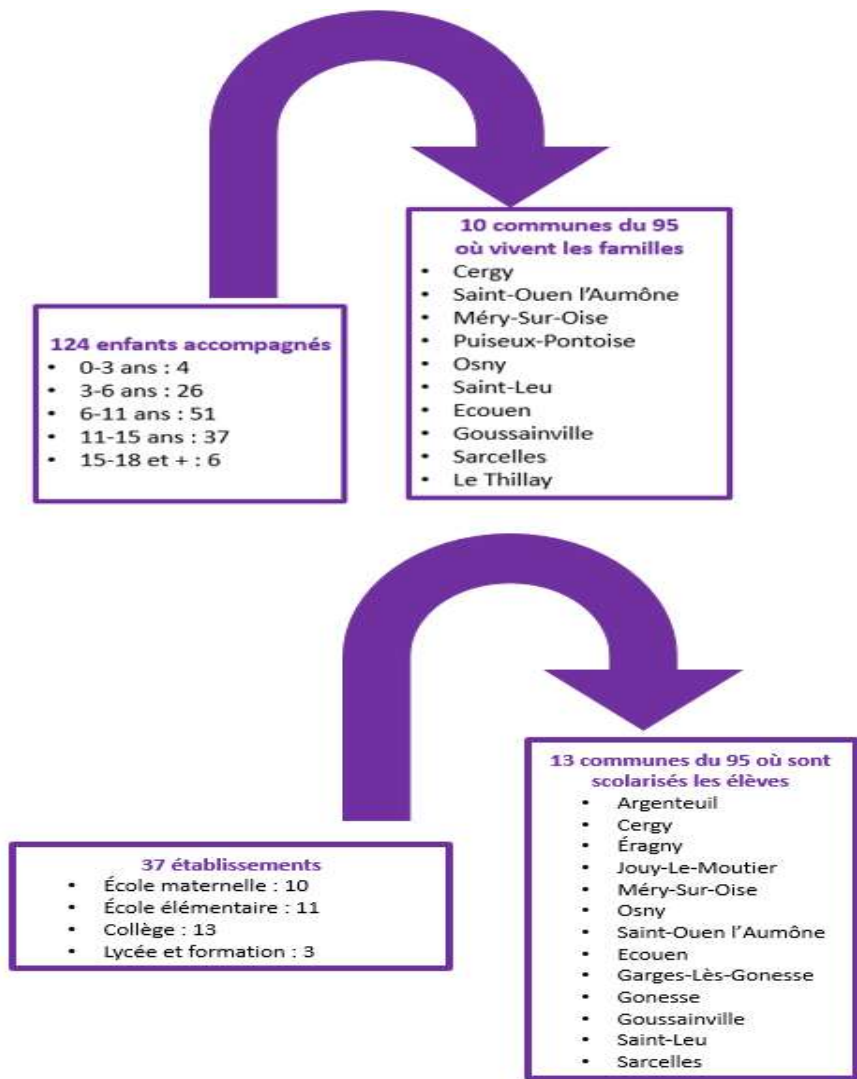 10 communes du 95
où vivent les familles
• Cergy
• Saint-Ouen l'Aumône
• Méry-Sur-Oise
• Puiseux-Pontoise
• Osny
• Saint-Leu
• Ecouen
• Goussainville
• Sarcelles
• Le Thillay
124 enfants accompagnés
• 0-3 ans : 4
• 3-6 ans : 26
• 6-11 ans : 51
• 11-15 ans : 37
• 15-18 et + : 6
13 communes du 95 où sont
scolarisés les élèves
• Argenteuil
• Cergy
• Éragny
• Jouy-Le-Moutier
• Méry-Sur-Oise
• Osny
• Saint-Ouen l'Aumône
• Ecouen
• Garges-Lès-Gonesse
• Gonesse
• Goussainville
• Saint-Leu
• Sarcelles
37 établissements
• École maternelle : 10
• École élémentaire : 11
• Collège : 13
• Lycée et formation : 3